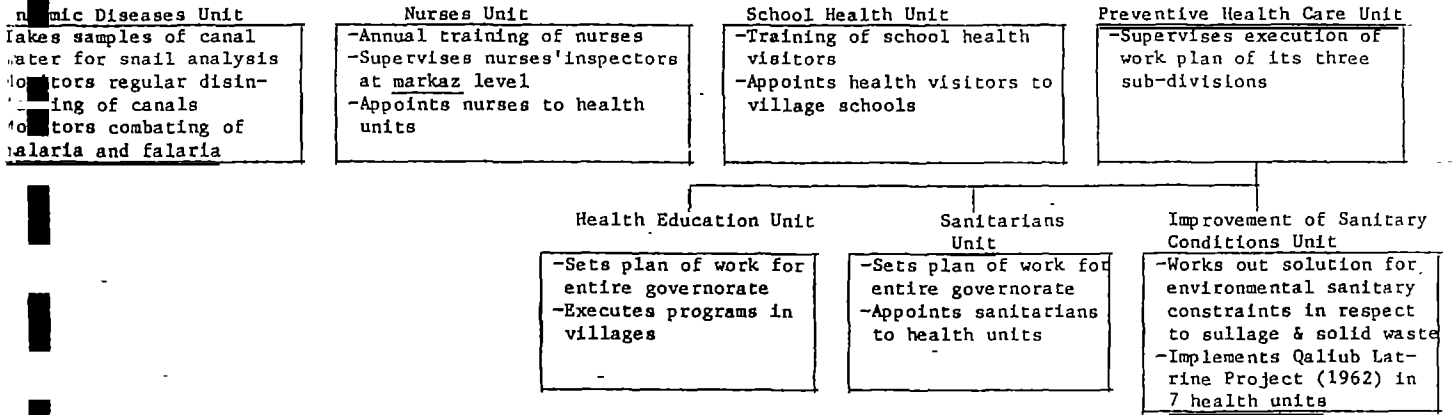 mic Diseases Unit
Takes samples of canal
water for snail analysis
regular disin-
ing of canals
combating of
malaria and falaria
Nurses Unit
-Annual training of nurses
-Supervises nurses'inspectors
at markaz level
-Appoints nurses to health
units
School Health Unit
-Training of school health
visitors
-Appoints health visitors to
village schools
Preventive Health Care Unit
-Supervises execution of
work plan of its three
sub-divisions
Health Education Unit
-Sets plan of work for
entire governorate
-Executes programs in
villages
Sanitarians
Unit
-Sets plan of work for
entire governorate
-Appoints sanitarians
to health units
Improvement of Sanitary
Conditions Unit
-Works out solution for
environmental sanitary
constraints in respect
to sullage & solid waste
-Implements Qaliub Lat-
rine Project (1962) in
7 health units